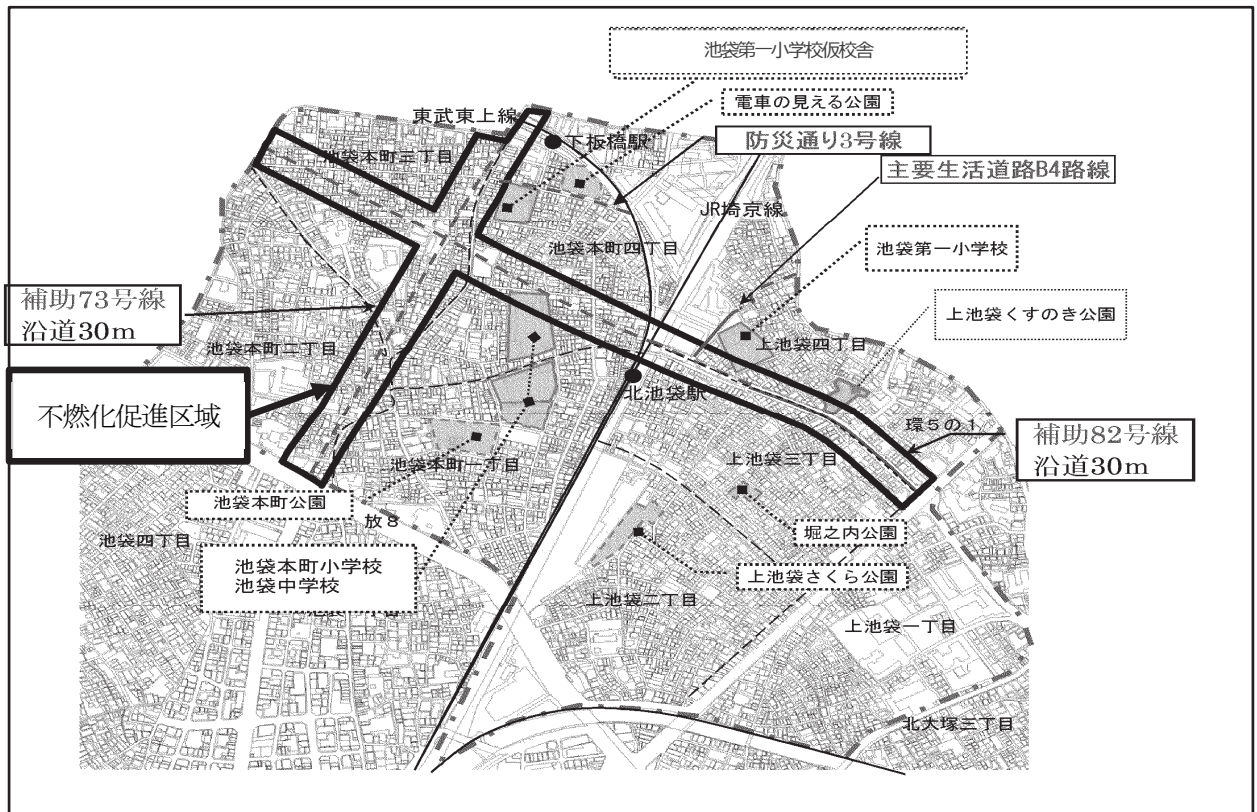 池袋第一小学校仮校舎
電車の見える公園
東武東上線
下板橋駅
防災通り3号線
池袋本町三丁目
主要生活道路B4路線
JR埼京線
池袋本町四丁目
池袋第一小学校
補助73号線
沿道30m
上池袋くすのき公園
上池袋四丁目
池袋本町二丁目
北池袋駅
不燃化促進区域
環5の1
補助82号線
沿道30m
池袋本町一丁目
上池袋三丁目
池袋本町公園
放8
堀之内公園
池袋四丁目
池袋本町小学校
池袋中学校
上池袋さくら公園
上池袋二丁目
上池袋一丁目
北大塚三丁目